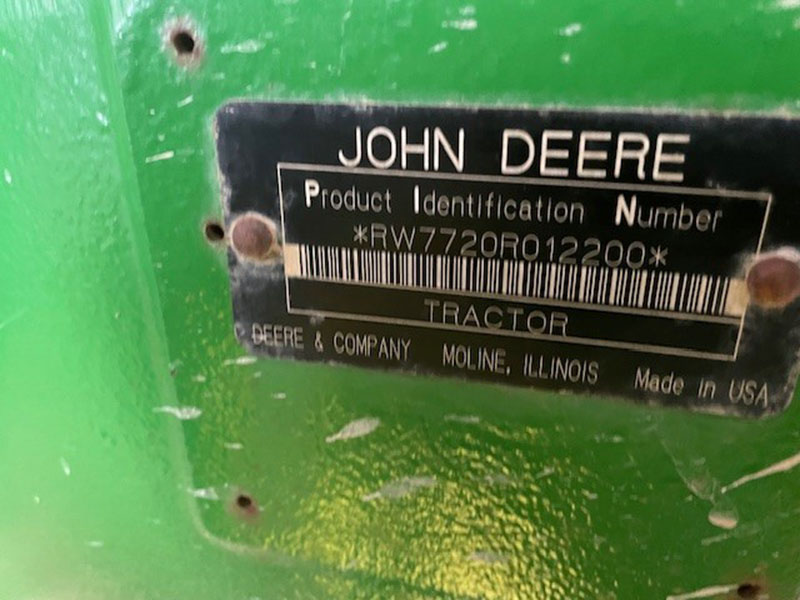 JOHN DEERE
Product Identification Number
*RW7720R012200*
TRACTOR
DEERE & COMPANY MOLINE, ILLINOIS Made in USA